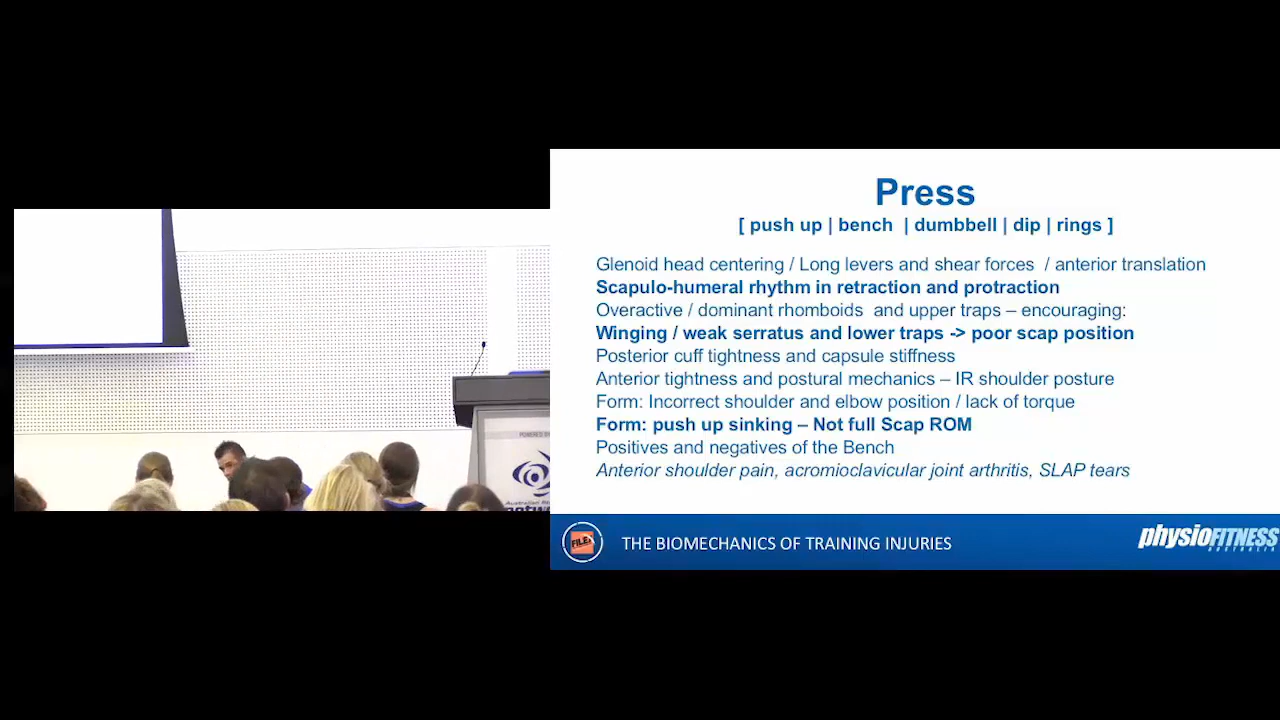 Press
[ push up | bench | dumbbell | dip | rings ]
Glenoid head centering / Long levers and shear forces / anterior translation
Scapulo-humeral rhythm in retraction and protraction
Overactive / dominant rhomboids and upper traps – encouraging:
Winging / weak serratus and lower traps -> poor scap position
Posterior cuff tightness and capsule stiffness
Anterior tightness and postural mechanics – IR shoulder posture
Form: Incorrect shoulder and elbow position / lack of torque
Form: push up sinking – Not full Scap ROM
Positives and negatives of the Bench
Anterior shoulder pain, acromioclavicular joint arthritis, SLAP tears
FILEX
THE BIOMECHANICS OF TRAINING INJURIES
physioFITNESS
AUSTRALIA